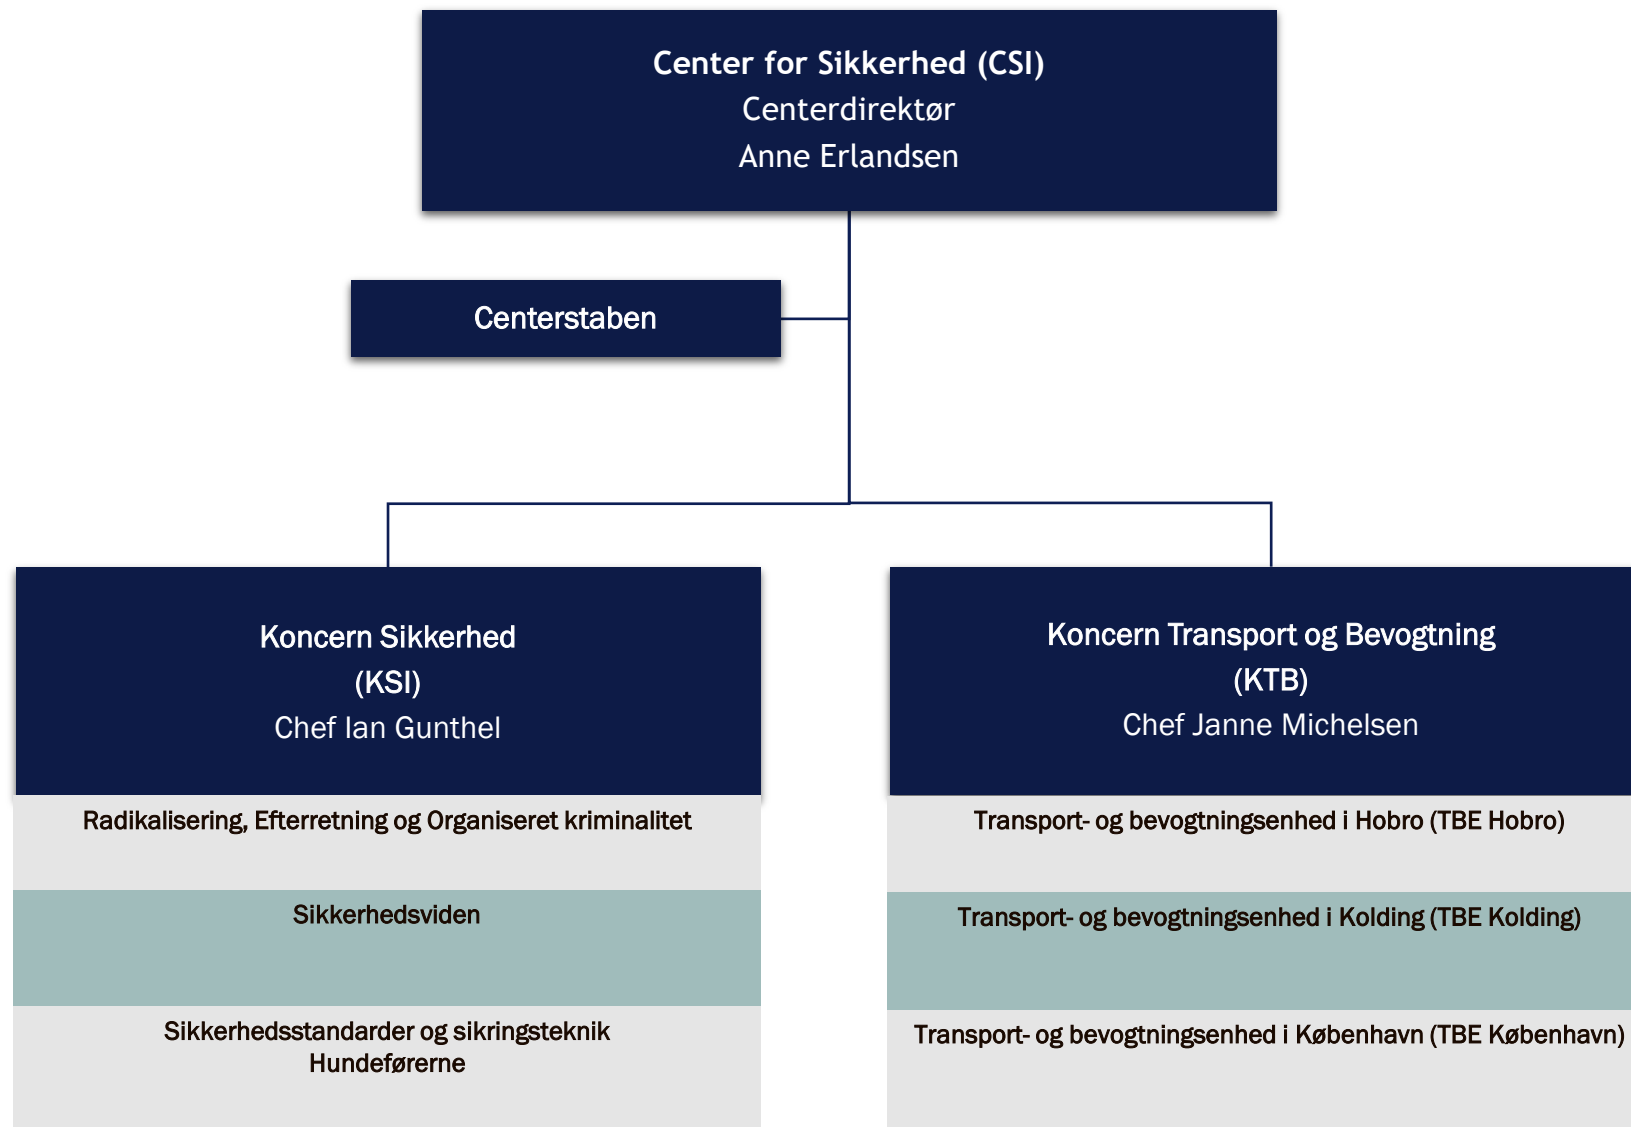 Center for Sikkerhed (CSI)
Centerdirektør
Anne Erlandsen
Centerstaben
Koncern Sikkerhed
(KSI)
Chef Ian Gunthel
Radikalisering, Efterretning og Organiseret kriminalitet
Sikkerhedsviden
Sikkerhedsstandarder og sikringsteknik
Hundeførerne
Koncern Transport og Bevogtning
(KTB)
Chef Janne Michelsen
Transport- og bevogtningsenhed i Hobro (TBE Hobro)
Transport- og bevogtningsenhed i Kolding (TBE Kolding)
Transport- og bevogtningsenhed i København (TBE København)